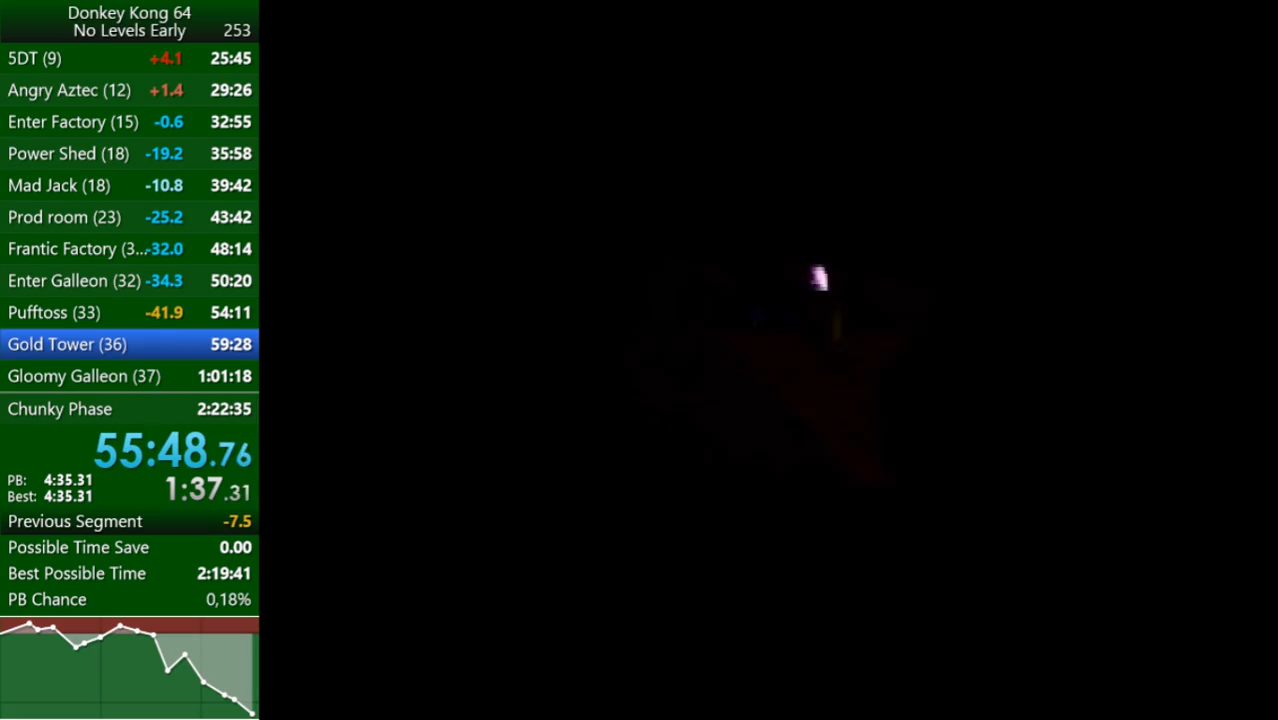 Donkey Kong 64
No Levels Early 253
5DT (9) +4.1 25:45
Angry Aztec (12) +1.4 29:26
Enter Factory (15) -0.6 32:55
Power Shed (18) -19.2 35:58
Mad Jack (18) -10.8 39:42
Prod room (23) -25.2 43:42
Frantic Factory (3... -32.0 48:14
Enter Galleon (32) -34.3 50:20
Pufftoss (33) -41.9 54:11
Gold Tower (36) 59:28
Gloomy Galleon (37) 1:01:18
Chunky Phase 2:22:35
55:48.76
PB: 4:35.31
Best: 4:35.31 1:37.31
Previous Segment -7.5
Possible Time Save 0.00
Best Possible Time 2:19:41
PB Chance 0,18%